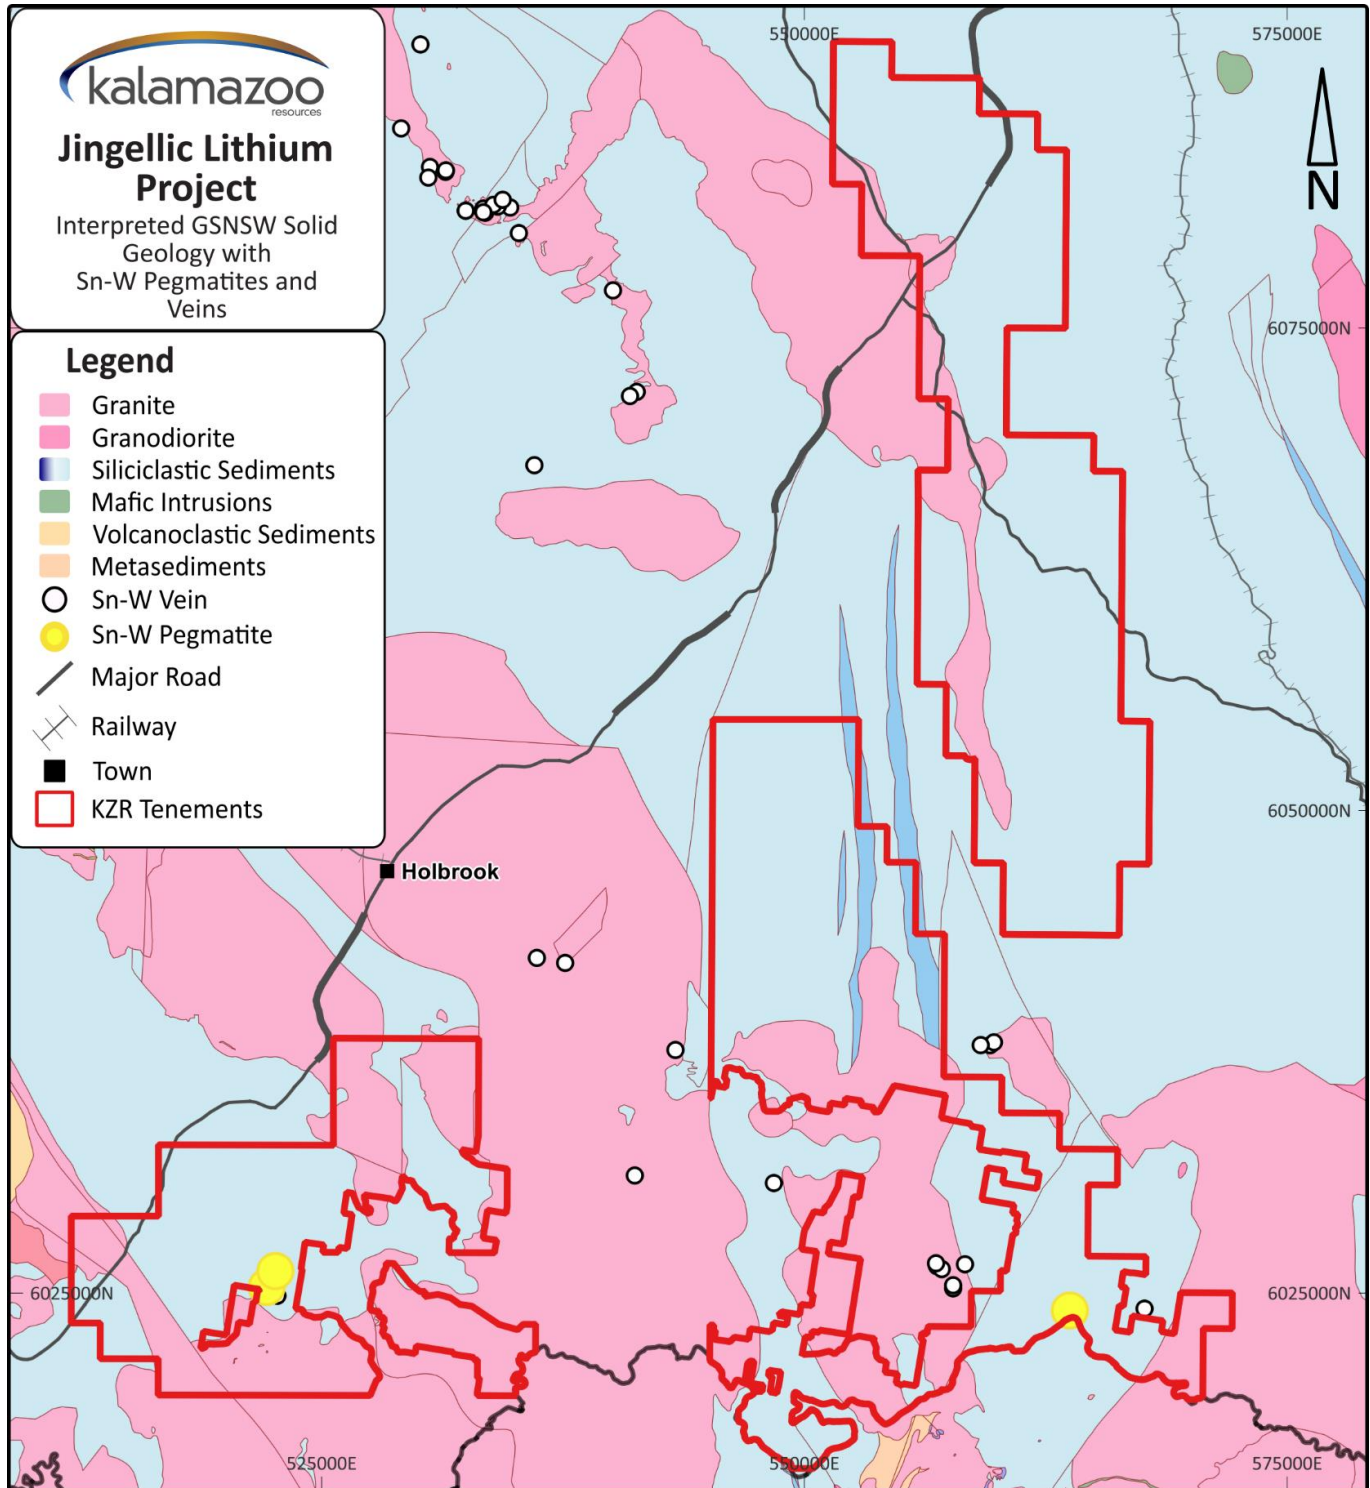 kalamazoo
resources
Jingellic Lithium
Project
Interpreted GSNSW Solid
Geology with
Sn-W Pegmatites and
Veins
Legend
Granite
Granodiorite
Siliciclastic Sediments
Mafic Intrusions
Volcanoclastic Sediments
Metasediments
Sn-W Vein
Sn-W Pegmatite
Major Road
Railway
Town
KZR Tenements
550000E
575000E
N
6075000N
6050000N
Holbrook
6025000N
6025000N
525000E
550000E
575000E